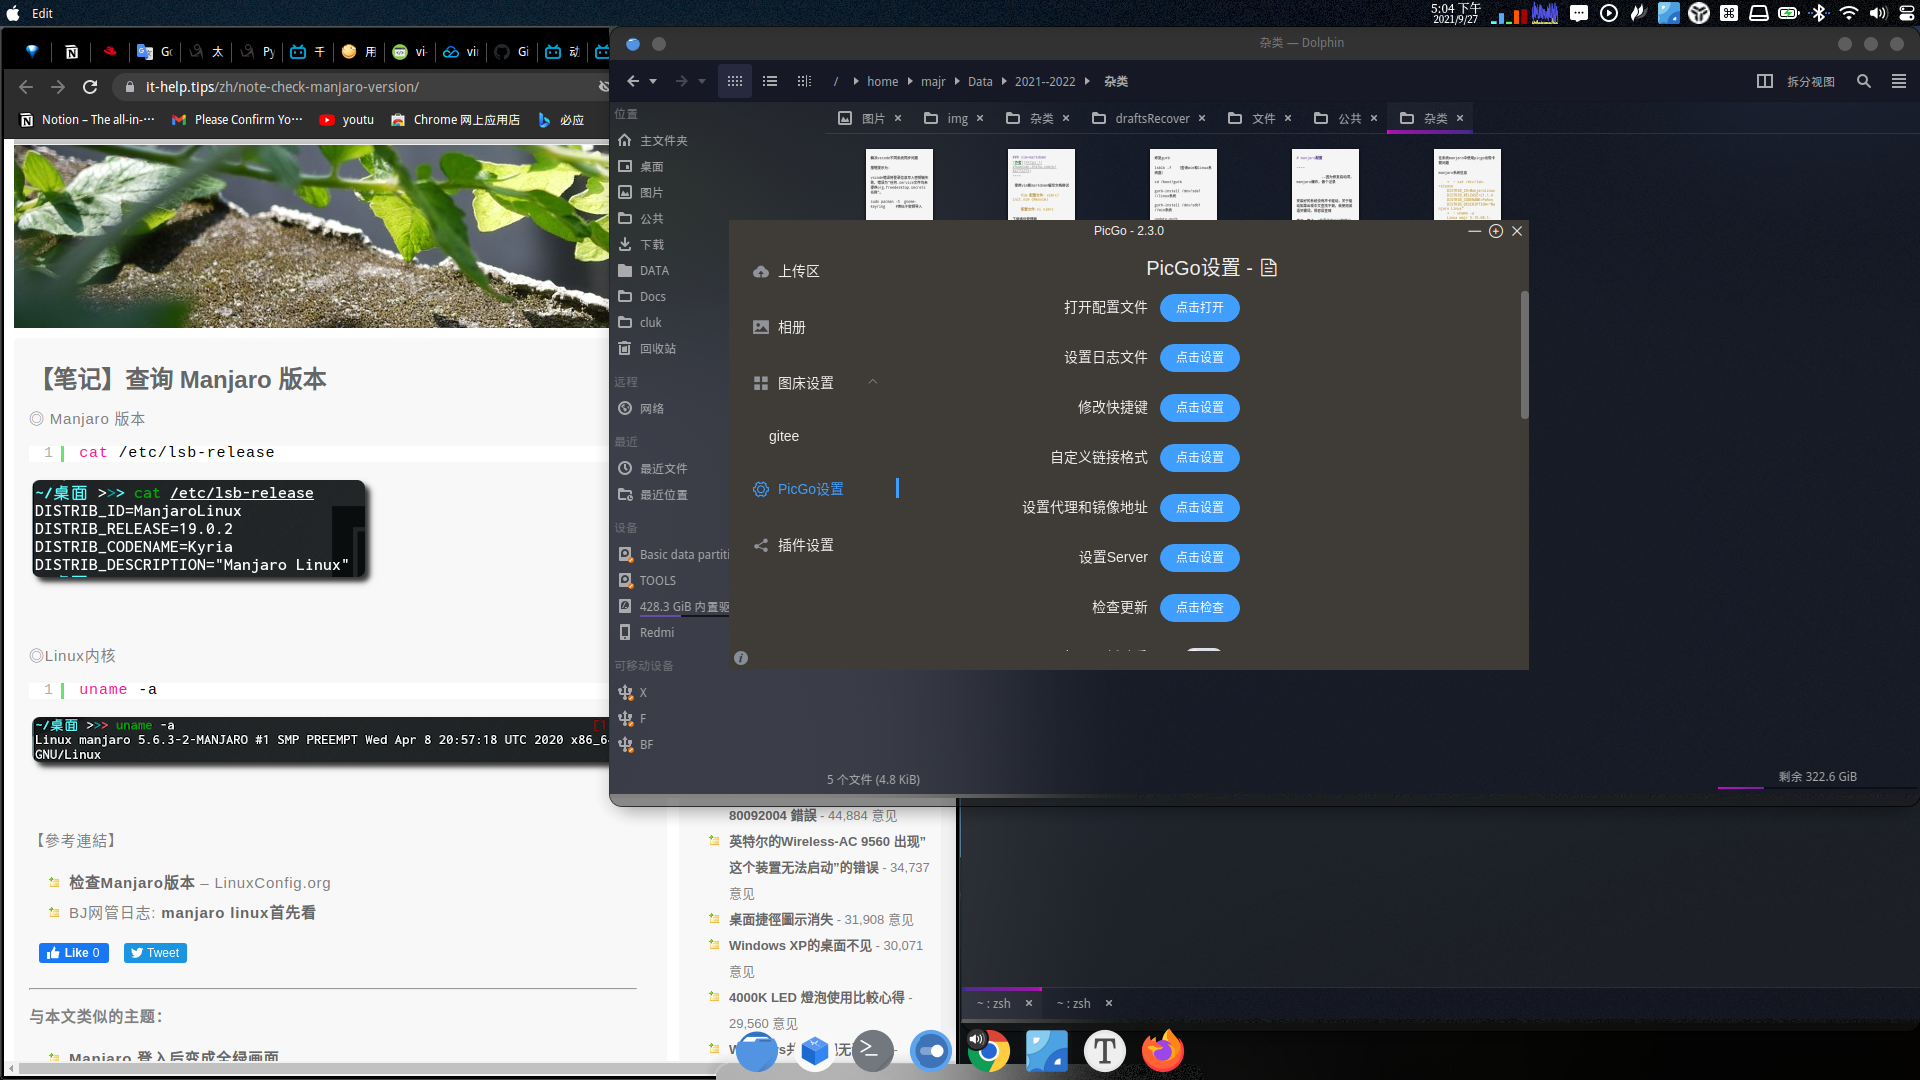 Edit
5:04 下午
2021/9/27
Gc
太
Py
千
用
vi-
vir
Gi
动
it-help.tips/zh/note-check-manjaro-version/
Notion – The all-in-···
Please Confirm Yo···
youtu
Chrome 网上应用店
必应
【笔记】查询 Manjaro 版本
◎ Manjaro 版本
1 cat /etc/lsb-release
~/桌面 >>> cat /etc/lsb-release
DISTRIB_ID=ManjaroLinux
DISTRIB_RELEASE=19.0.2
DISTRIB_CODENAME=Kyria
DISTRIB_DESCRIPTION="Manjaro Linux"
◎Linux内核
1 uname -a
~/桌面 >>> uname -a
Linux manjaro 5.6.3-2-MANJARO #1 SMP PREEMPT Wed Apr 8 20:57:18 UTC 2020 x86_6
GNU/Linux
【參考連結】
检查Manjaro版本 – LinuxConfig.org
BJ网管日志: manjaro linux首先看
Like 0
Tweet
与本文类似的主题：
Manjaro 登入后变成全绿画面
80092004 錯誤 - 44,884 意见
英特尔的Wireless-AC 9560 出现”
这个装置无法启动”的错误 - 34,737
意见
桌面捷徑圖示消失 - 31,908 意见
Windows XP的桌面不见 - 30,071
意见
4000K LED 燈泡使用比較心得 -
29,560 意见
杂类 — Dolphin
/ home majr Data 2021--2022 杂类
拆分视图
图片
img
杂类
draftsRecover
文件
公共
杂类
位置
主文件夹
桌面
图片
公共
下载
DATA
Docs
cluk
回收站
远程
网络
最近
最近文件
最近位置
设备
Basic data partiti
TOOLS
428.3 GiB 内置驱
Redmi
可移动设备
X
F
BF
5 个文件 (4.8 KiB)
剩余 322.6 GiB
PicGo - 2.3.0
上传区
相册
图床设置
gitee
PicGo设置
插件设置
PicGo设置 -
打开配置文件 点击打开
设置日志文件 点击设置
修改快捷键 点击设置
自定义链接格式 点击设置
设置代理和镜像地址 点击设置
设置Server 点击设置
检查更新 点击检查
~ : zsh
~ : zsh